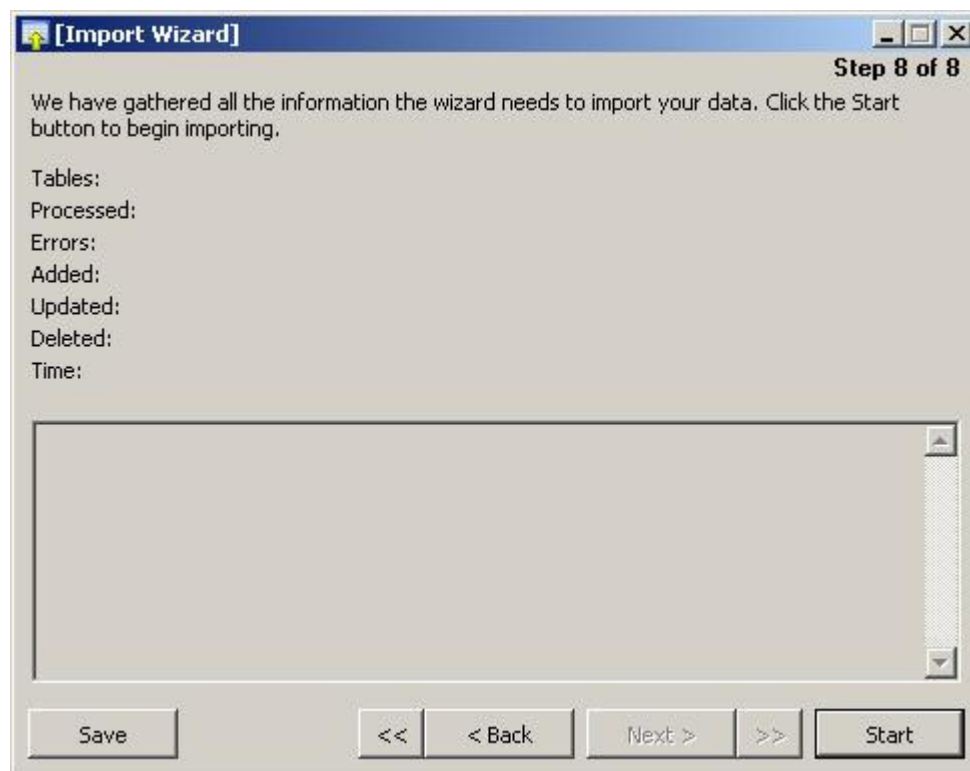 [Import Wizard]
Step 8 of 8
We have gathered all the information the wizard needs to import your data. Click the Start
button to begin importing.
Tables:
Processed:
Errors:
Added:
Updated:
Deleted:
Time:
Save << < Back Next > >> Start